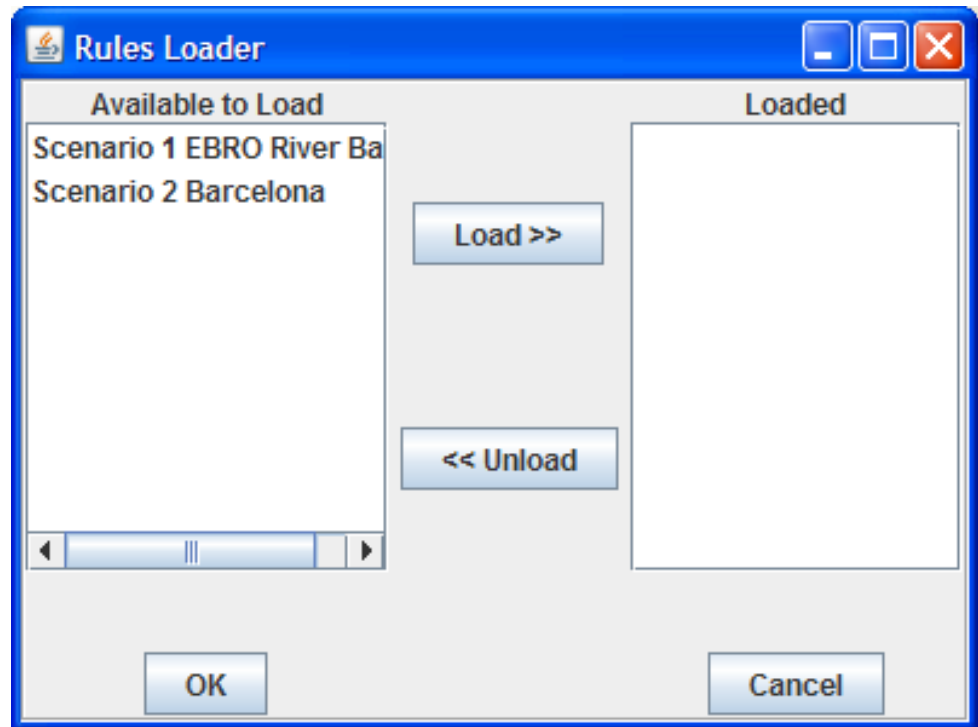 Rules Loader
Available to Load
Loaded
Scenario 1 EBRO River Ba
Scenario 2 Barcelona
Load >>
<< Unload
OK
Cancel